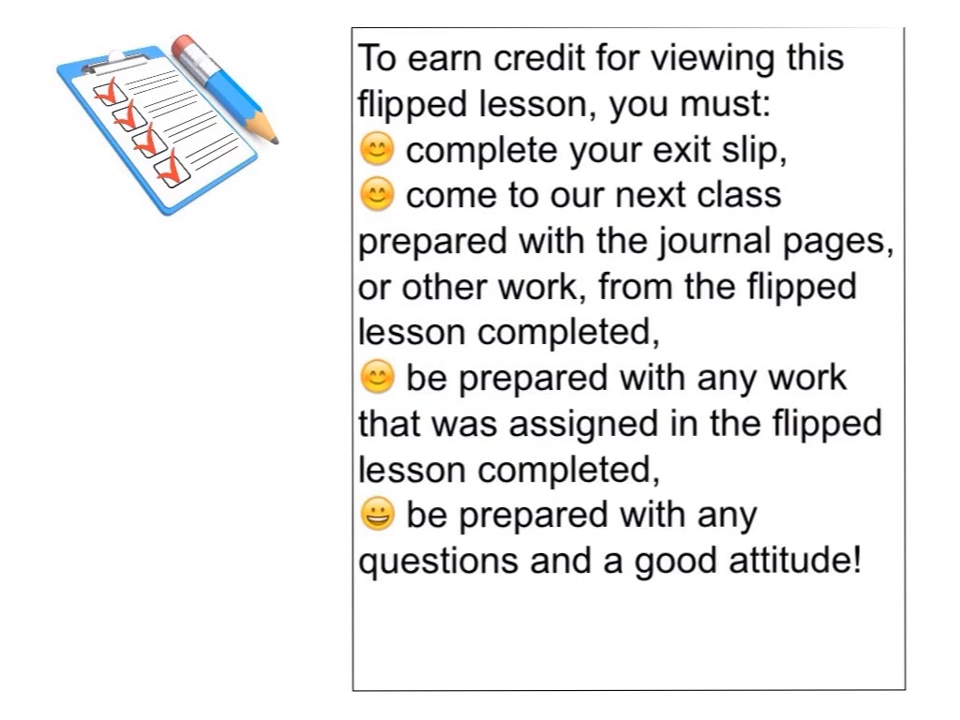 To earn credit for viewing this
flipped lesson, you must:
😊 complete your exit slip,
😊 come to our next class
prepared with the journal pages,
or other work, from the flipped
lesson completed,
😊 be prepared with any work
that was assigned in the flipped
lesson completed,
😀 be prepared with any
questions and a good attitude!